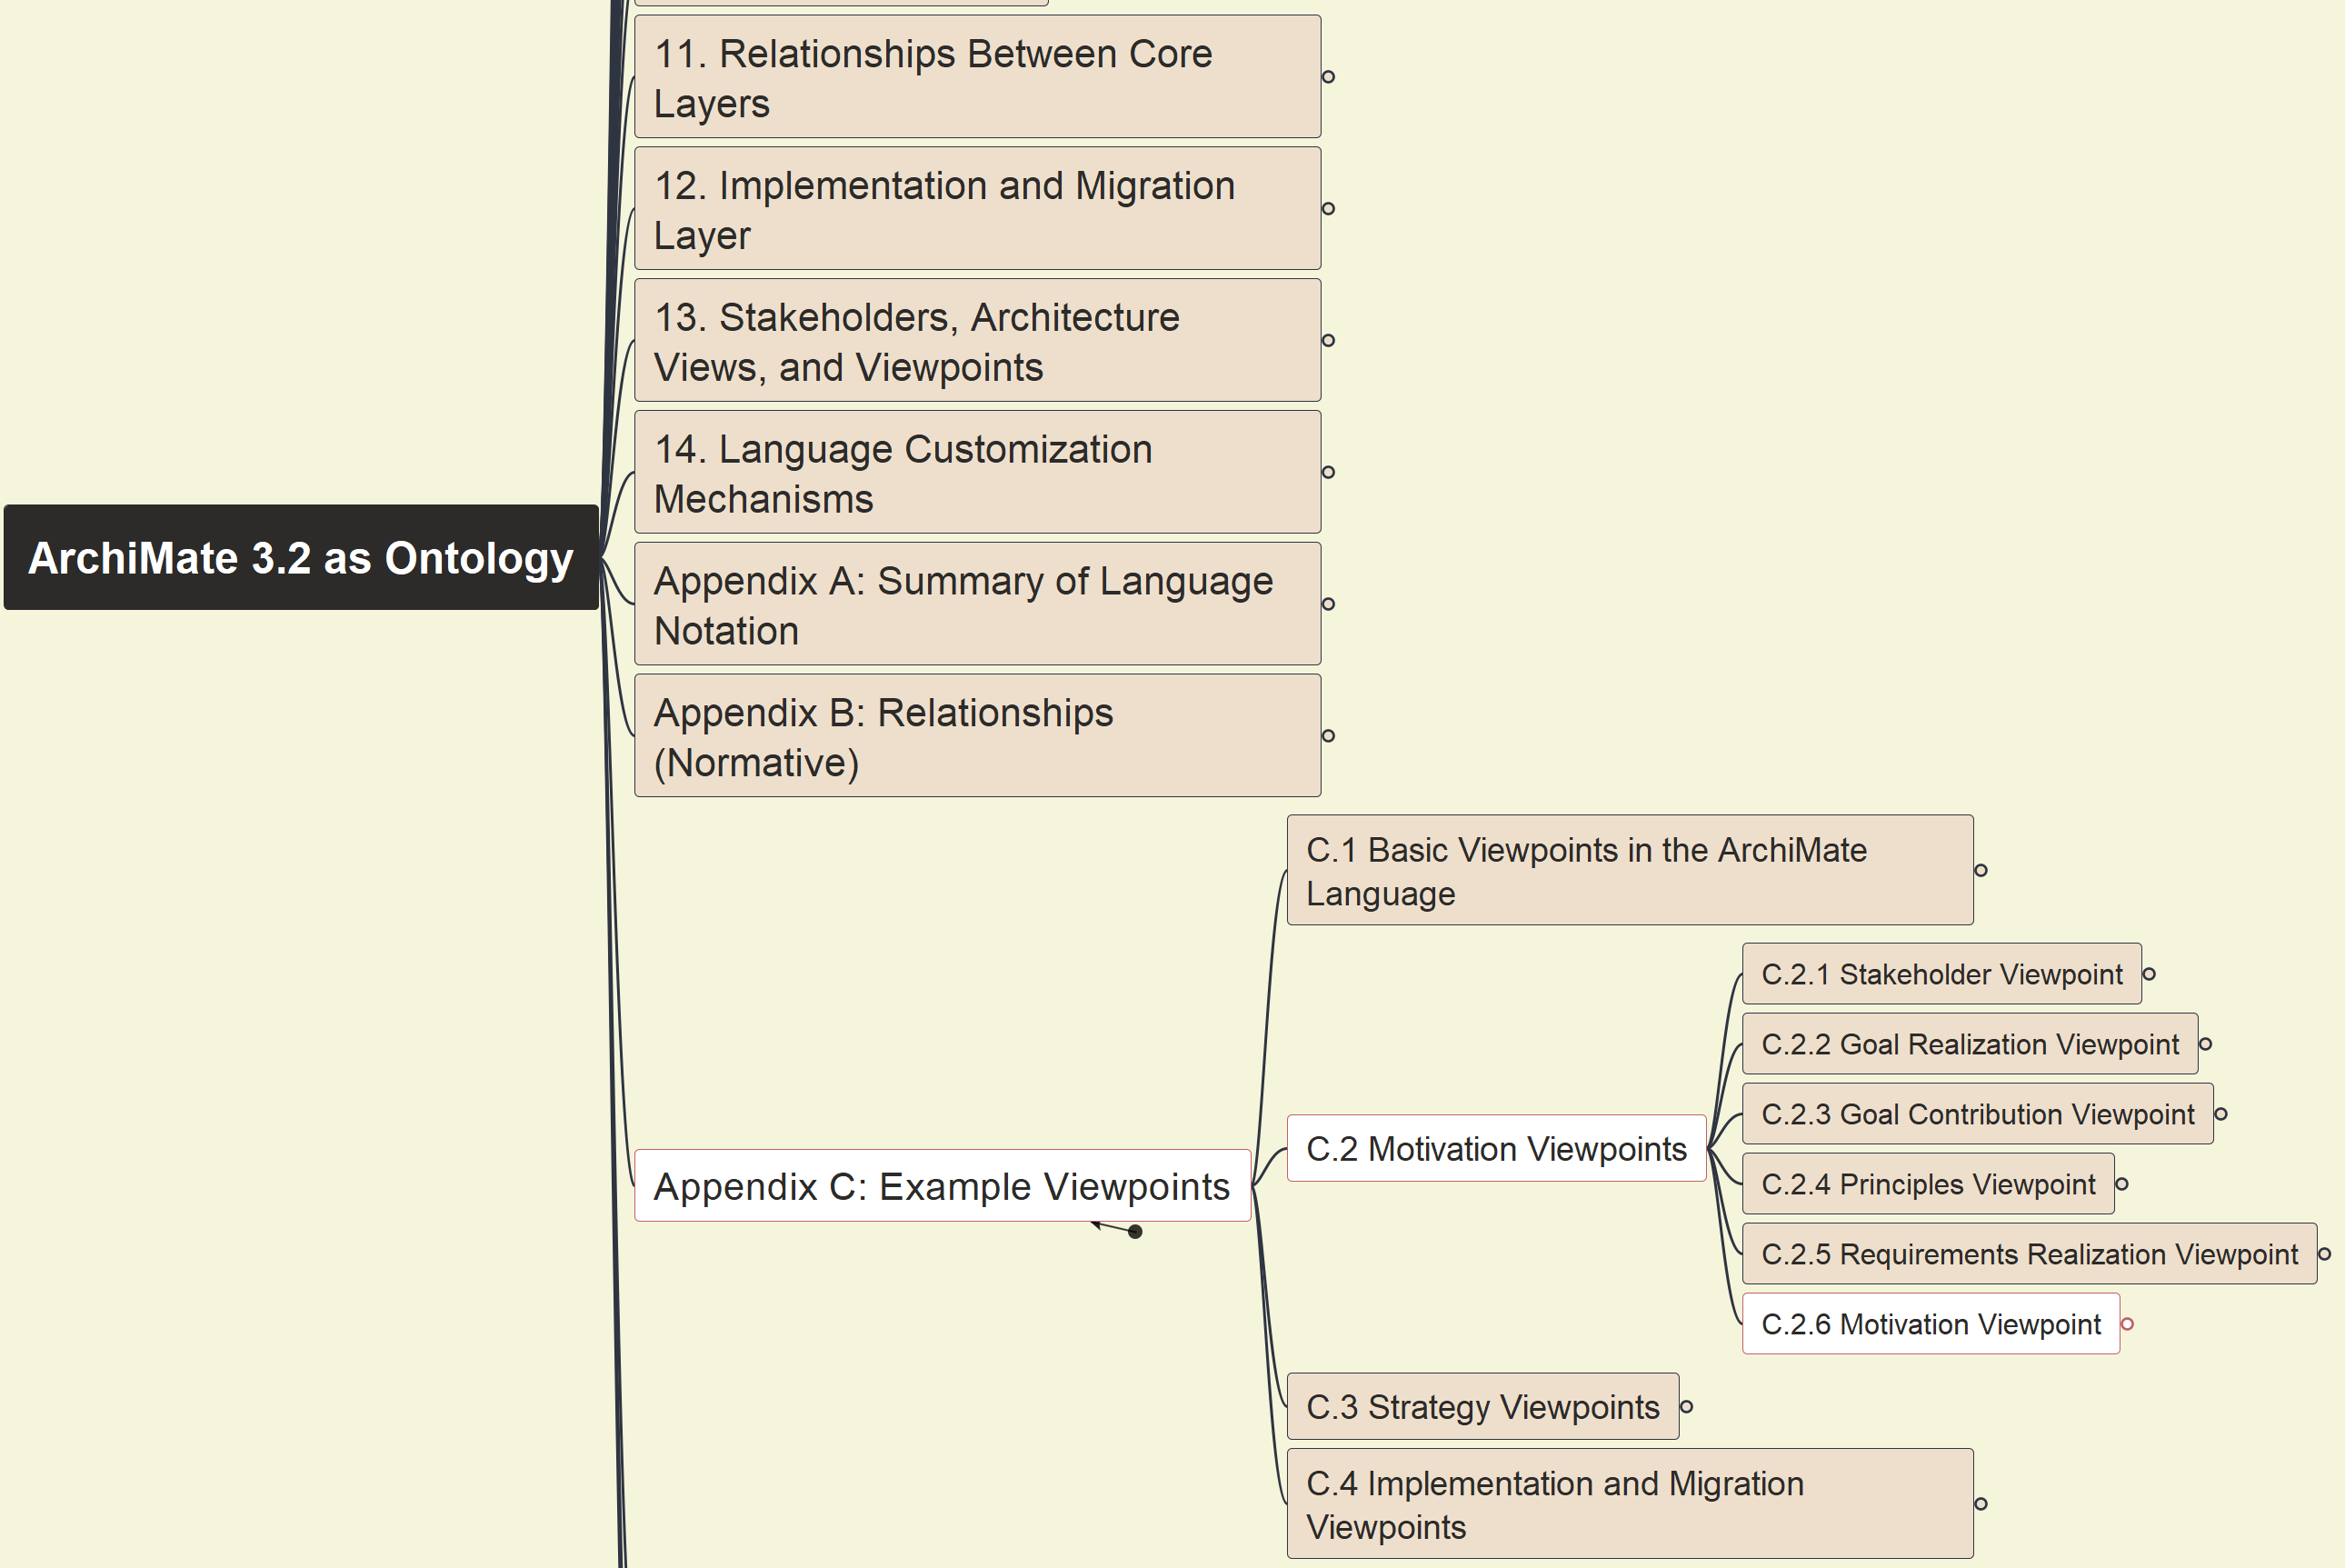 11. Relationships Between Core
Layers
12. Implementation and Migration
Layer
13. Stakeholders, Architecture
Views, and Viewpoints
14. Language Customization
Mechanisms
ArchiMate 3.2 as Ontology
Appendix A: Summary of Language
Notation
Appendix B: Relationships
(Normative)
Appendix C: Example Viewpoints
C.1 Basic Viewpoints in the ArchiMate
Language
C.2 Motivation Viewpoints
C.2.1 Stakeholder Viewpoint
C.2.2 Goal Realization Viewpoint
C.2.3 Goal Contribution Viewpoint
C.2.4 Principles Viewpoint
C.2.5 Requirements Realization Viewpoint
C.2.6 Motivation Viewpoint
C.3 Strategy Viewpoints
C.4 Implementation and Migration
Viewpoints